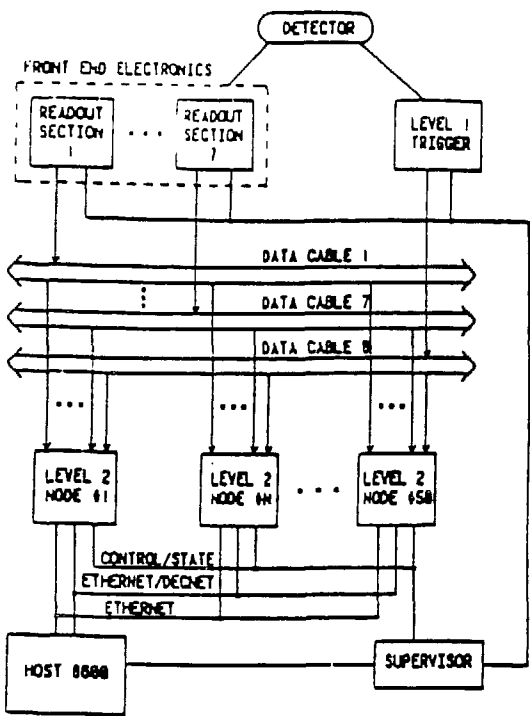 DETECTOR
FRONT END ELECTRONICS
READOUT
SECTION
1
. . .
READOUT
SECTION
7
LEVEL 1
TRIGGER
DATA CABLE 1
DATA CABLE 7
DATA CABLE 8
LEVEL 2
NODE #1
LEVEL 2
NODE #N
LEVEL 2
NODE #50
CONTROL/STATE
ETHERNET/DECNET
ETHERNET
HOST 8600
SUPERVISOR